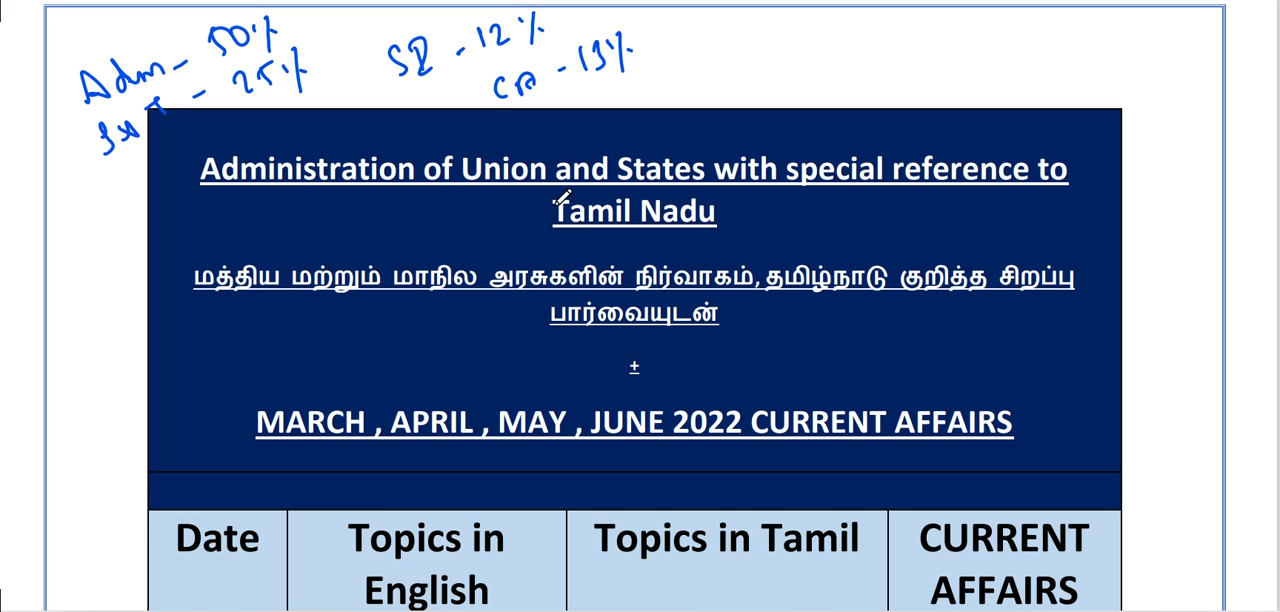 Adm - 50%
25%
SR - 12%
CA - 13%
Administration of Union and States with special reference to
Tamil Nadu
மத்திய மற்றும் மாநில அரசுகளின் நிர்வாகம், தமிழ்நாடு குறித்த சிறப்பு
பார்வையுடன்
±
MARCH , APRIL , MAY , JUNE 2022 CURRENT AFFAIRS
Date
Topics in
English
Topics in Tamil
CURRENT
AFFAIRS